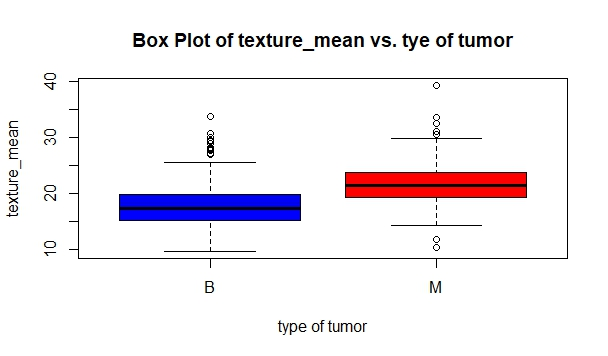 Box Plot of texture_mean vs. tye of tumor
texture_mean
40
30
20
10
B
M
type of tumor